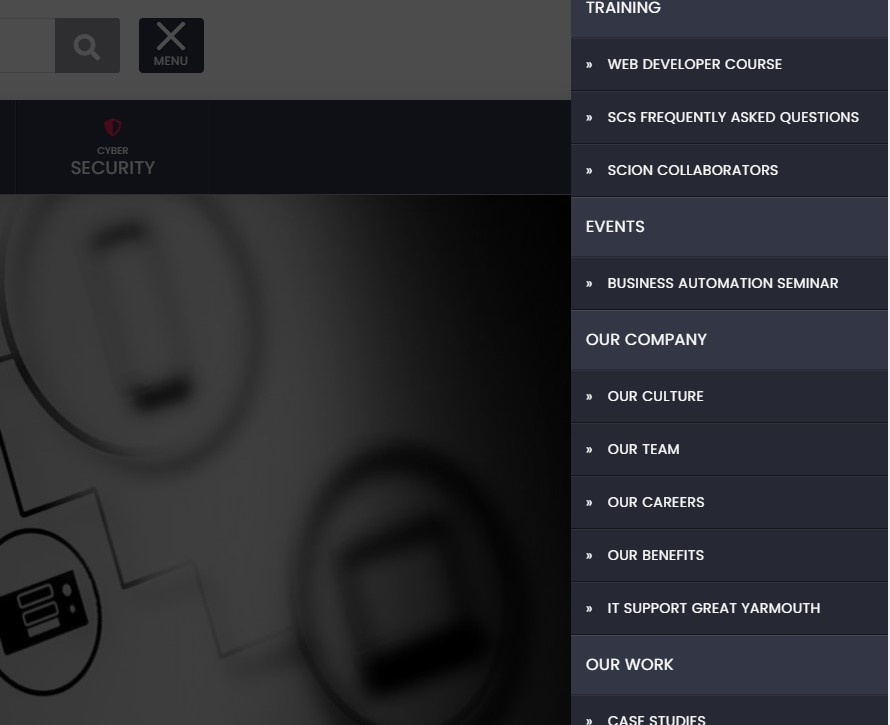 MENU
CYBER
SECURITY
TRAINING
» WEB DEVELOPER COURSE
» SCS FREQUENTLY ASKED QUESTIONS
» SCION COLLABORATORS
EVENTS
» BUSINESS AUTOMATION SEMINAR
OUR COMPANY
» OUR CULTURE
» OUR TEAM
» OUR CAREERS
» OUR BENEFITS
» IT SUPPORT GREAT YARMOUTH
OUR WORK
» CASE STUDIES